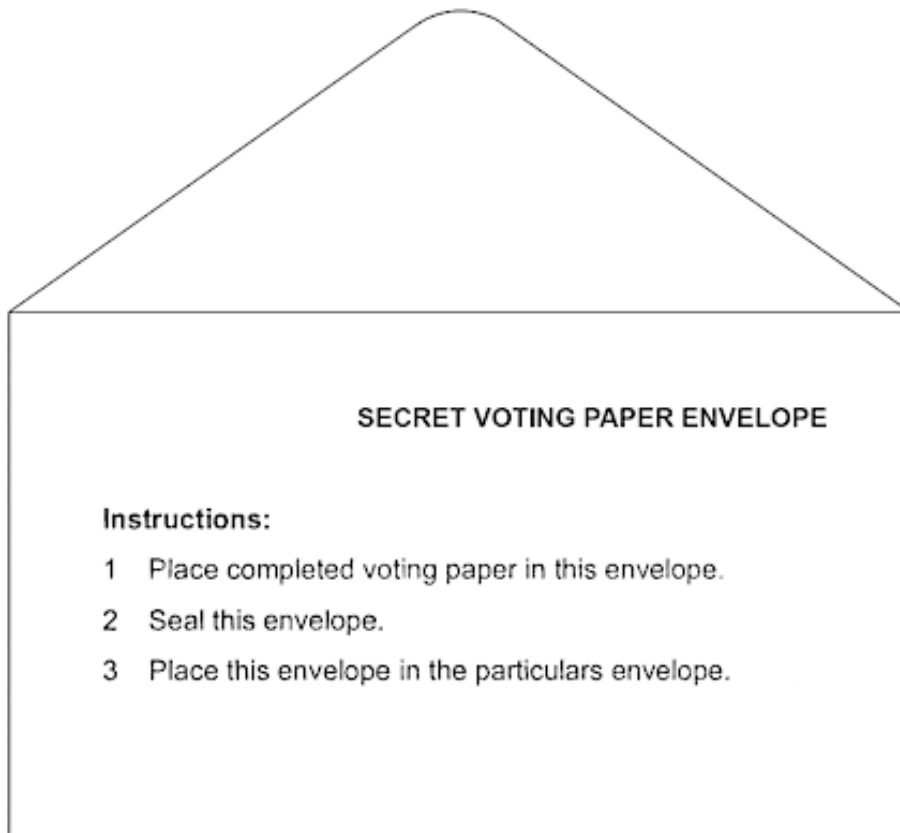 SECRET VOTING PAPER ENVELOPE
Instructions:
1 Place completed voting paper in this envelope.
2 Seal this envelope.
3 Place this envelope in the particulars envelope.